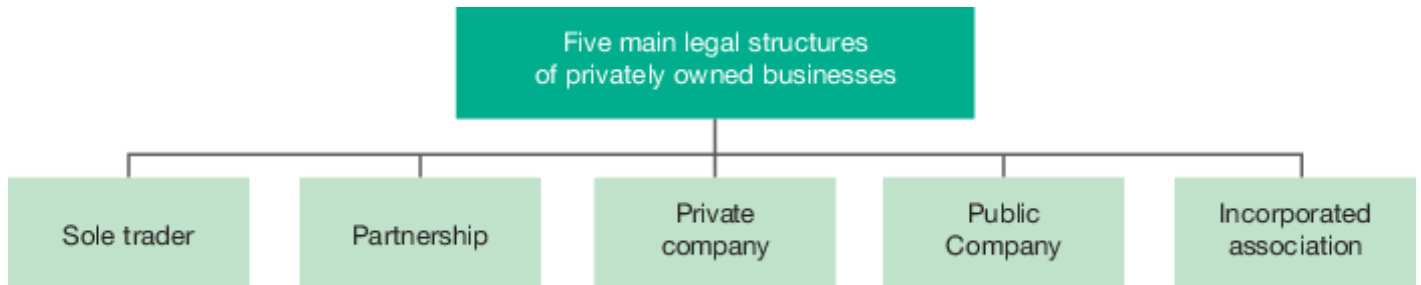 Five main legal structures
of privately owned businesses
Sole trader
Partnership
Private
company
Public
Company
Incorporated
association